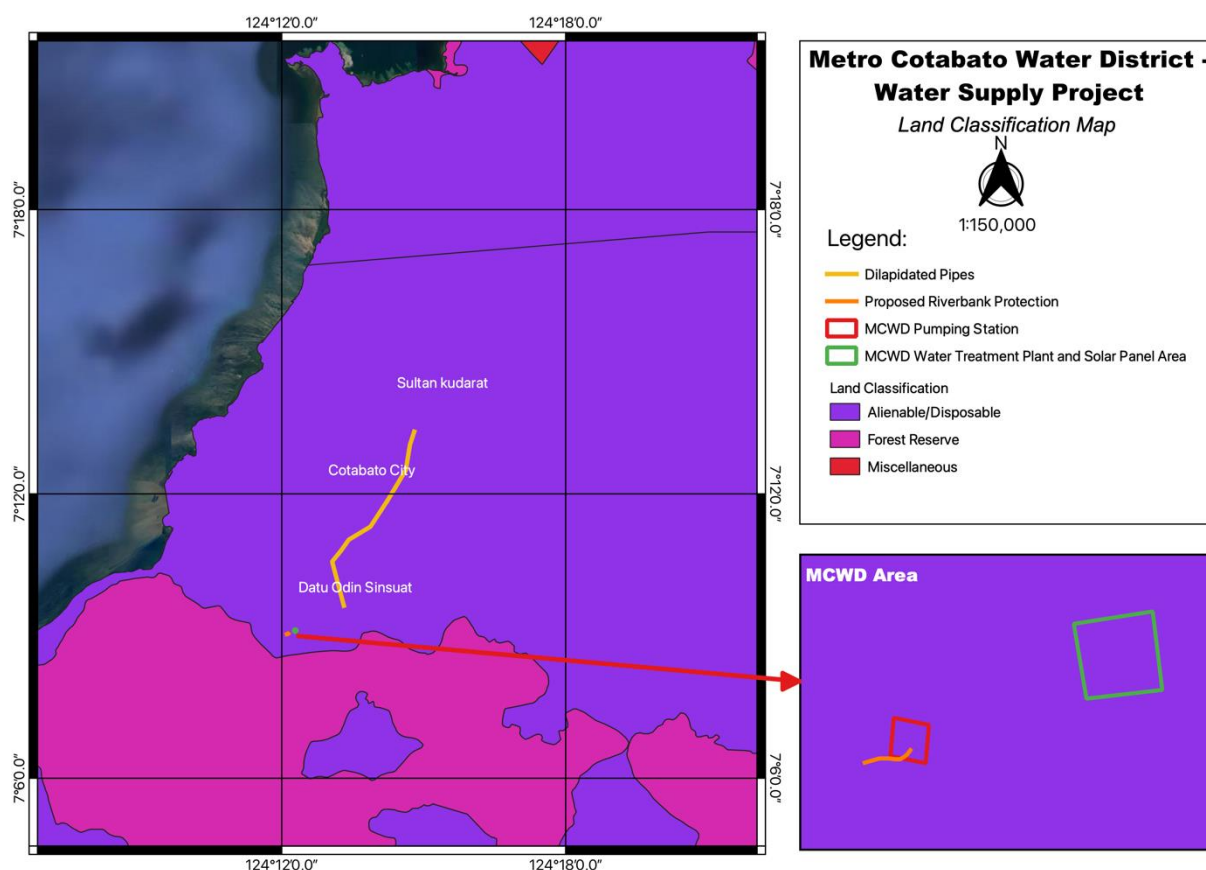 124°12'0.0"
124°18'0.0"
7°18'0.0"
7°18'0.0"
Sultan kudarat
Cotabato City
7°12'0.0"
7°12'0.0"
Datu Odin Sinsuat
7°6'0.0"
7°6'0.0"
124°12'0.0"
124°18'0.0"
Metro Cotabato Water District -
Water Supply Project
Land Classification Map
N
1:150,000
Legend:
Dilapidated Pipes
Proposed Riverbank Protection
MCWD Pumping Station
MCWD Water Treatment Plant and Solar Panel Area
Land Classification
Alienable/Disposable
Forest Reserve
Miscellaneous
MCWD Area